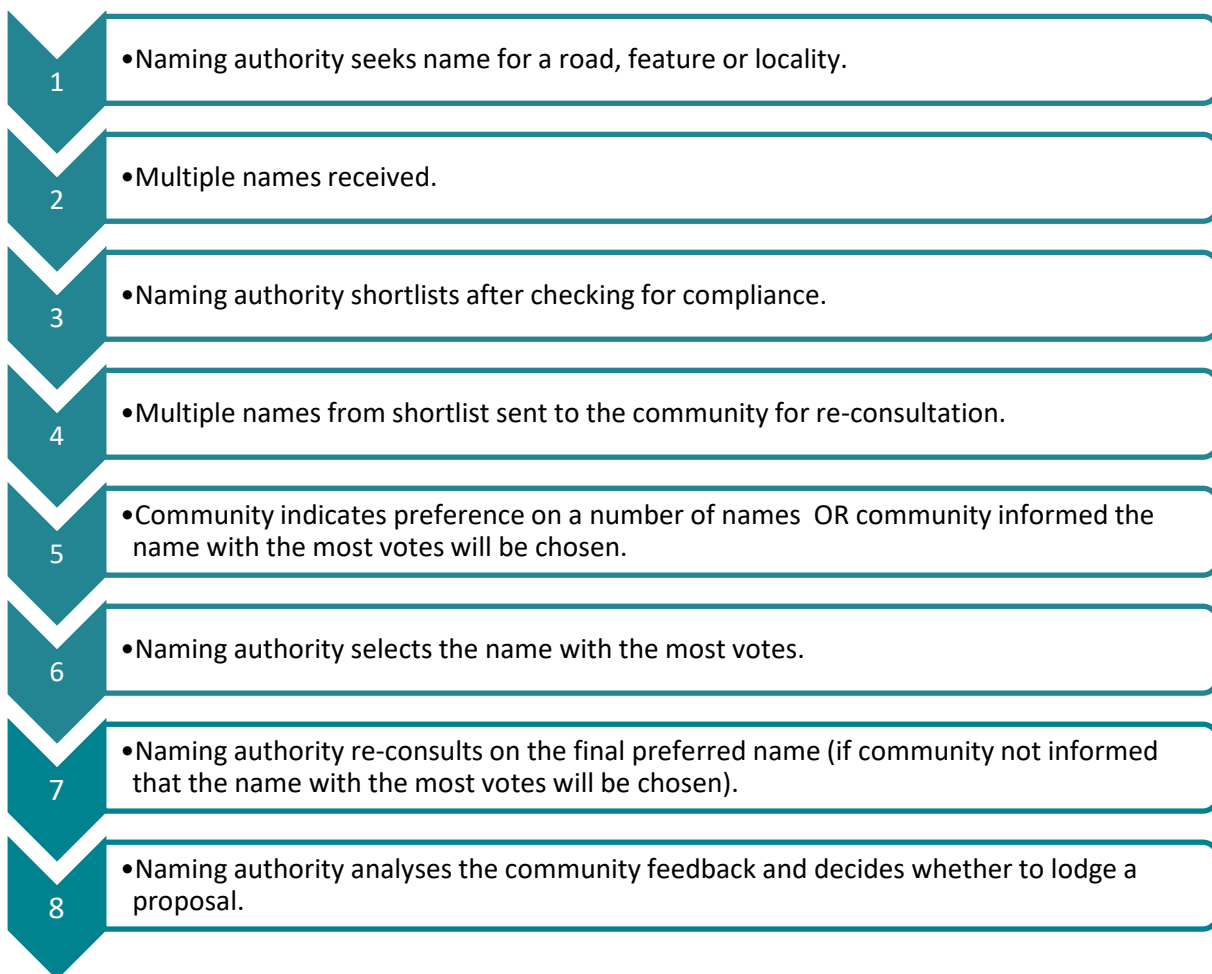 1
•Naming authority seeks name for a road, feature or locality.
2
•Multiple names received.
3
•Naming authority shortlists after checking for compliance.
4
•Multiple names from shortlist sent to the community for re-consultation.
5
•Community indicates preference on a number of names  OR community informed the
name with the most votes will be chosen.
6
•Naming authority selects the name with the most votes.
7
•Naming authority re-consults on the final preferred name (if community not informed
that the name with the most votes will be chosen).
8
•Naming authority analyses the community feedback and decides whether to lodge a
proposal.